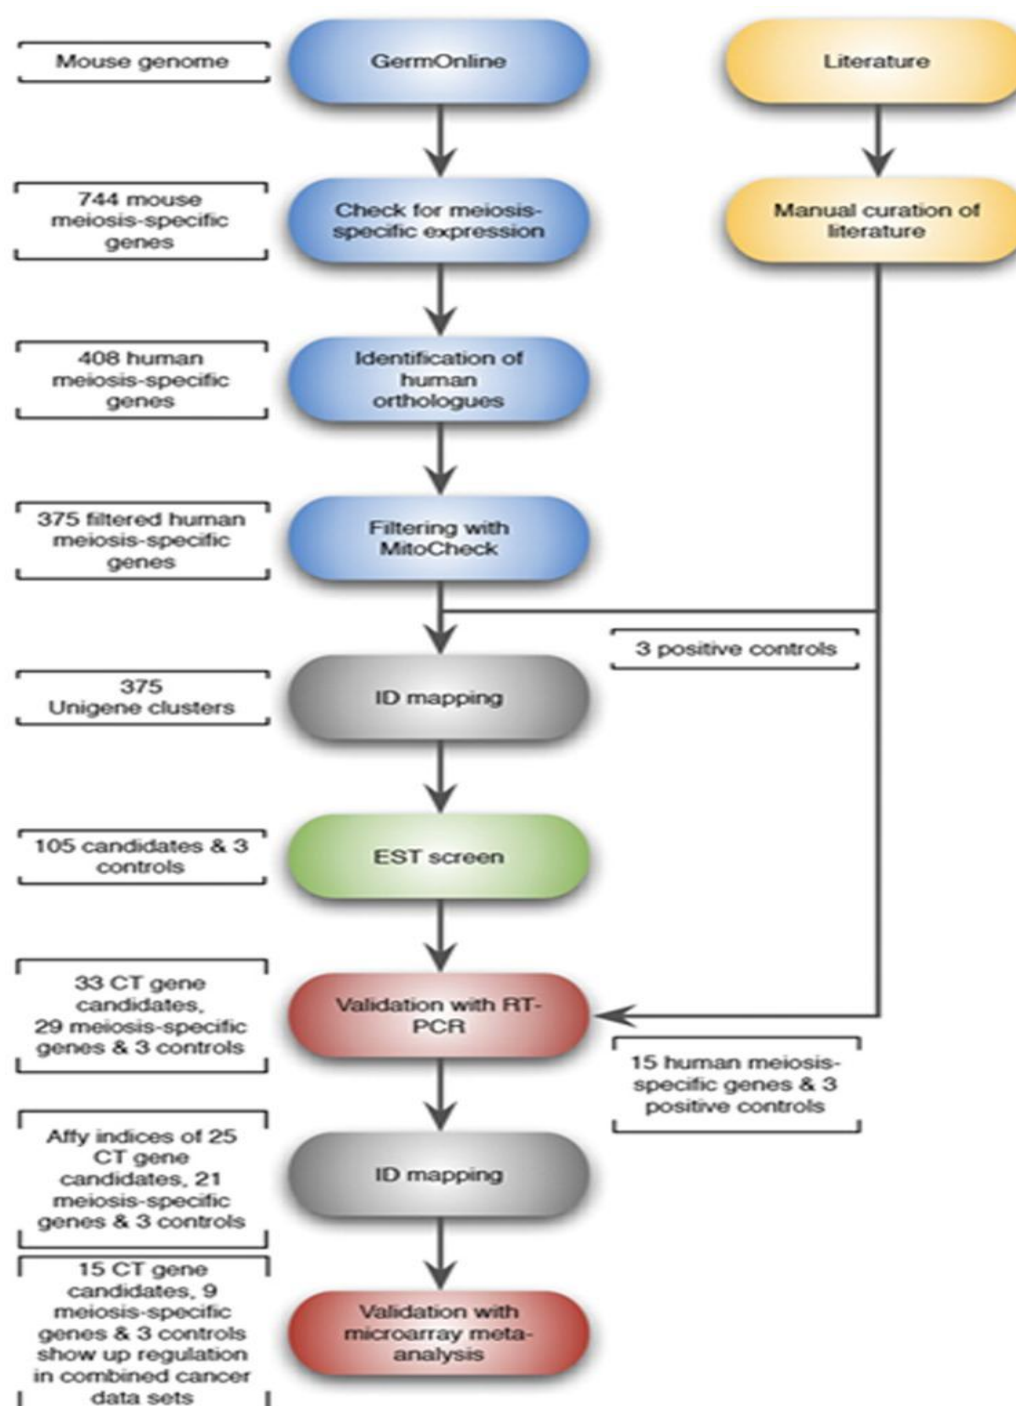 Mouse genome
GermOnline
Literature
744 mouse
meiosis-specific
genes
Check for meiosis-
specific expression
Manual curation of
literature
408 human
meiosis-specific
genes
Identification of
human
orthologues
375 filtered human
meiosis-specific
genes
Filtering with
MitoCheck
3 positive controls
375
Unigene clusters
ID mapping
105 candidates & 3
controls
EST screen
33 CT gene
candidates,
29 meiosis-specific
genes & 3 controls
Validation with RT-
PCR
15 human meiosis-
specific genes & 3
positive controls
Affy indices of 25
CT gene
candidates, 21
meiosis-specific
genes & 3 controls
ID mapping
15 CT gene
candidates, 9
meiosis-specific
genes & 3 controls
show up regulation
in combined cancer
data sets
Validation with
microarray meta-
analysis